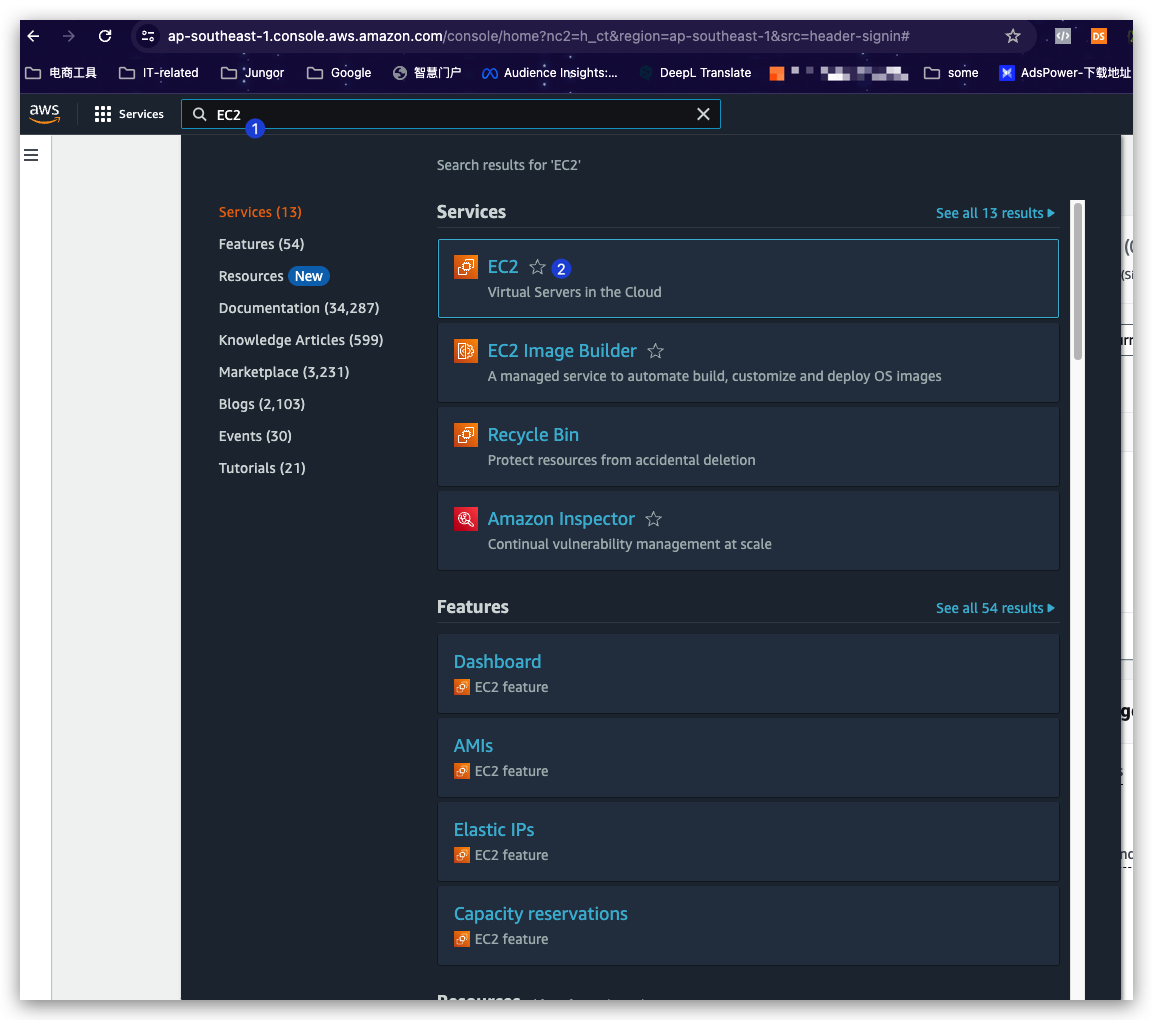 ap-southeast-1.console.aws.amazon.com/console/home?nc2=h_ct&region=ap-southeast-1&src=header-signin#
</> DS
电商工具 IT-related Jungor Google 智慧门户 Audience Insights:... DeepL Translate some AdsPower-下载地址
aws Services EC2
1
Search results for 'EC2'
Services (13)
Features (54)
Resources New
Documentation (34,287)
Knowledge Articles (599)
Marketplace (3,231)
Blogs (2,103)
Events (30)
Tutorials (21)
Services See all 13 results
EC2 2
Virtual Servers in the Cloud
EC2 Image Builder
A managed service to automate build, customize and deploy OS images
Recycle Bin
Protect resources from accidental deletion
Amazon Inspector
Continual vulnerability management at scale
Features See all 54 results
Dashboard
EC2 feature
AMIs
EC2 feature
Elastic IPs
EC2 feature
Capacity reservations
EC2 feature